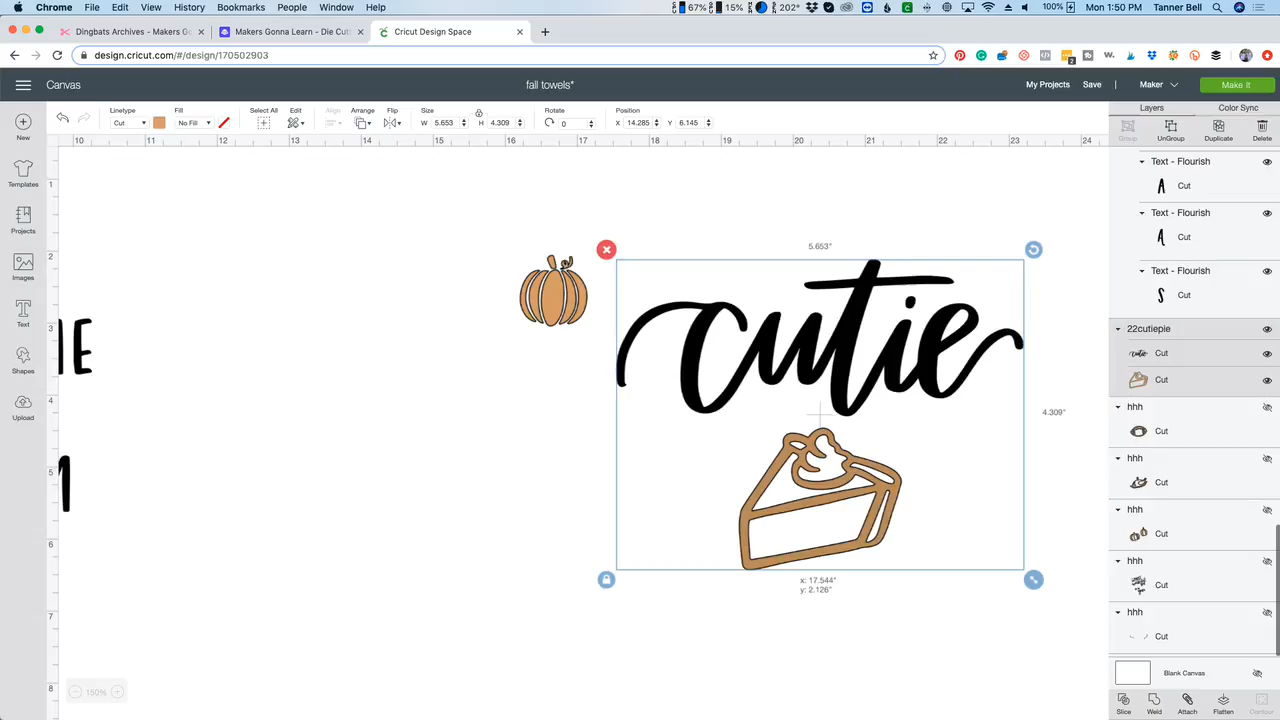 Chrome File Edit View History Bookmarks People Window Help 67% 15% 202° 100% Mon 1:50 PM Tanner Bell
Dingbats Archives - Makers Go × Makers Gonna Learn - Die Cut × Cricut Design Space × +
design.cricut.com/#/design/170502903
Canvas fall towels* My Projects Save Maker Make It
Linetype Fill Select All Edit Align Arrange Flip Size Rotate Position
Cut No Fill W 5.653 H 4.309 0 X 14.285 Y 6.145
Layers Color Sync
Group UnGroup Duplicate Delete
10 11 12 13 14 15 16 17 18 19 20 21 22 23 24
1 2 3 4 5 6 7 8
New
Templates
Projects
Images
Text
Shapes
Upload
IE
5.653"
cutie
4.309"
x: 17.544"
y: 2.126"
150%
Text - Flourish
A Cut
Text - Flourish
A Cut
Text - Flourish
S Cut
22cutiepie
cutie Cut
Cut
hhh
Cut
hhh
Cut
hhh
Cut
hhh
Cut
hhh
Cut
Blank Canvas
Slice Weld Attach Flatten Contour